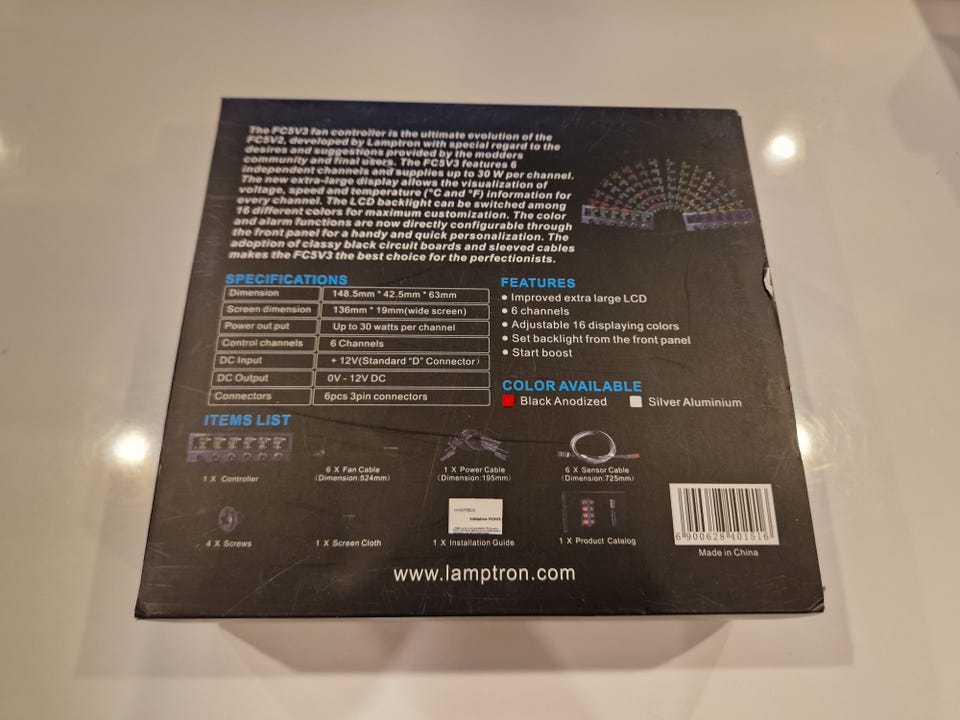 The FC5V3 fan controller is the ultimate evolution of the
FC5V2, developed by Lamptron with special regard to the
desires and suggestions provided by the modders
community and final users. The FC5V3 features 6
independent channels and supplies up to 30 W per channel.
The new extra-large display allows the visualization of
voltage, speed and temperature (°C and °F) information for
every channel. The LCD backlight can be switched among
16 different colors for maximum customization. The color
and alarm functions are now directly configurable through
the front panel for a handy and quick personalization. The
adoption of classy black circuit boards and sleeved cables
makes the FC5V3 the best choice for the perfectionists.
SPECIFICATIONS
Dimension 148.5mm * 42.5mm * 63mm
Screen dimension 136mm * 19mm(wide screen)
Power out put Up to 30 watts per channel
Control channels 6 Channels
DC Input + 12V(Standard "D" Connector)
DC Output 0V - 12V DC
Connectors 6pcs 3pin connectors
FEATURES
• Improved extra large LCD
• 6 channels
• Adjustable 16 displaying colors
• Set backlight from the front panel
• Start boost
COLOR AVAILABLE
Black Anodized Silver Aluminium
ITEMS LIST
1 X Controller
6 X Fan Cable
(Dimension:524mm)
1 X Power Cable
(Dimension:195mm)
6 X Sensor Cable
(Dimension:725mm)
4 X Screws
1 X Screen Cloth
1 X Installation Guide
1 X Product Catalog
6 900628 401516
Made in China
www.lamptron.com